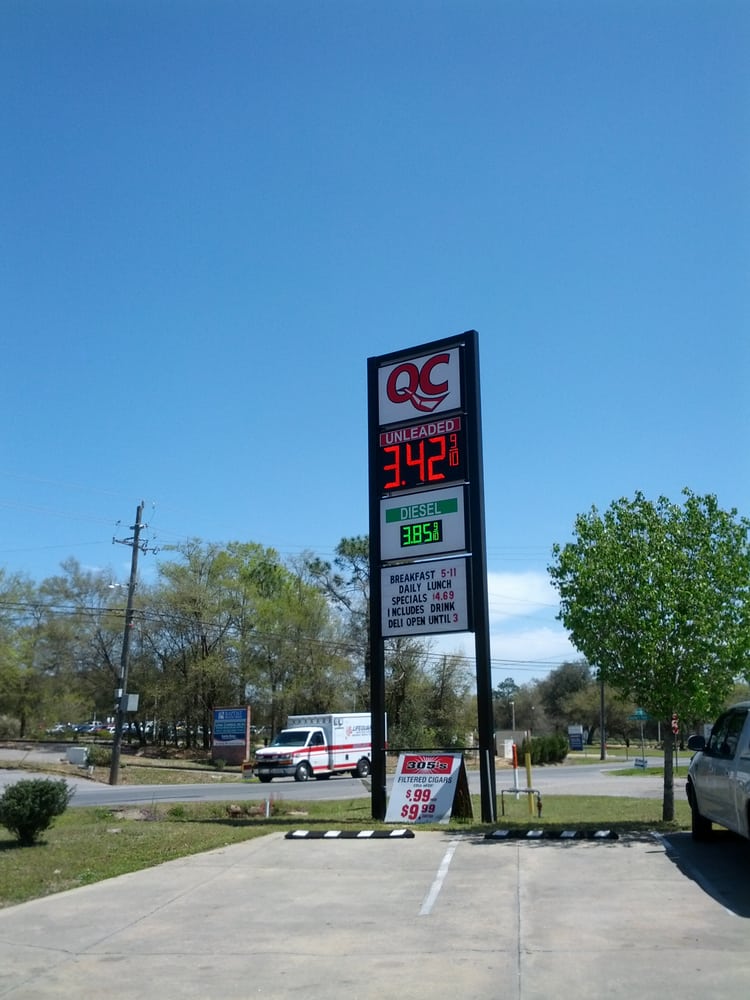 QC
UNLEADED
3.42 9/10
DIESEL
3.85 9/10
BREAKFAST 5-11
DAILY LUNCH
SPECIALS $4.69
INCLUDES DRINK
DELI OPEN UNTIL 3
305's
FILTERED CIGARS
$.99
$9.99